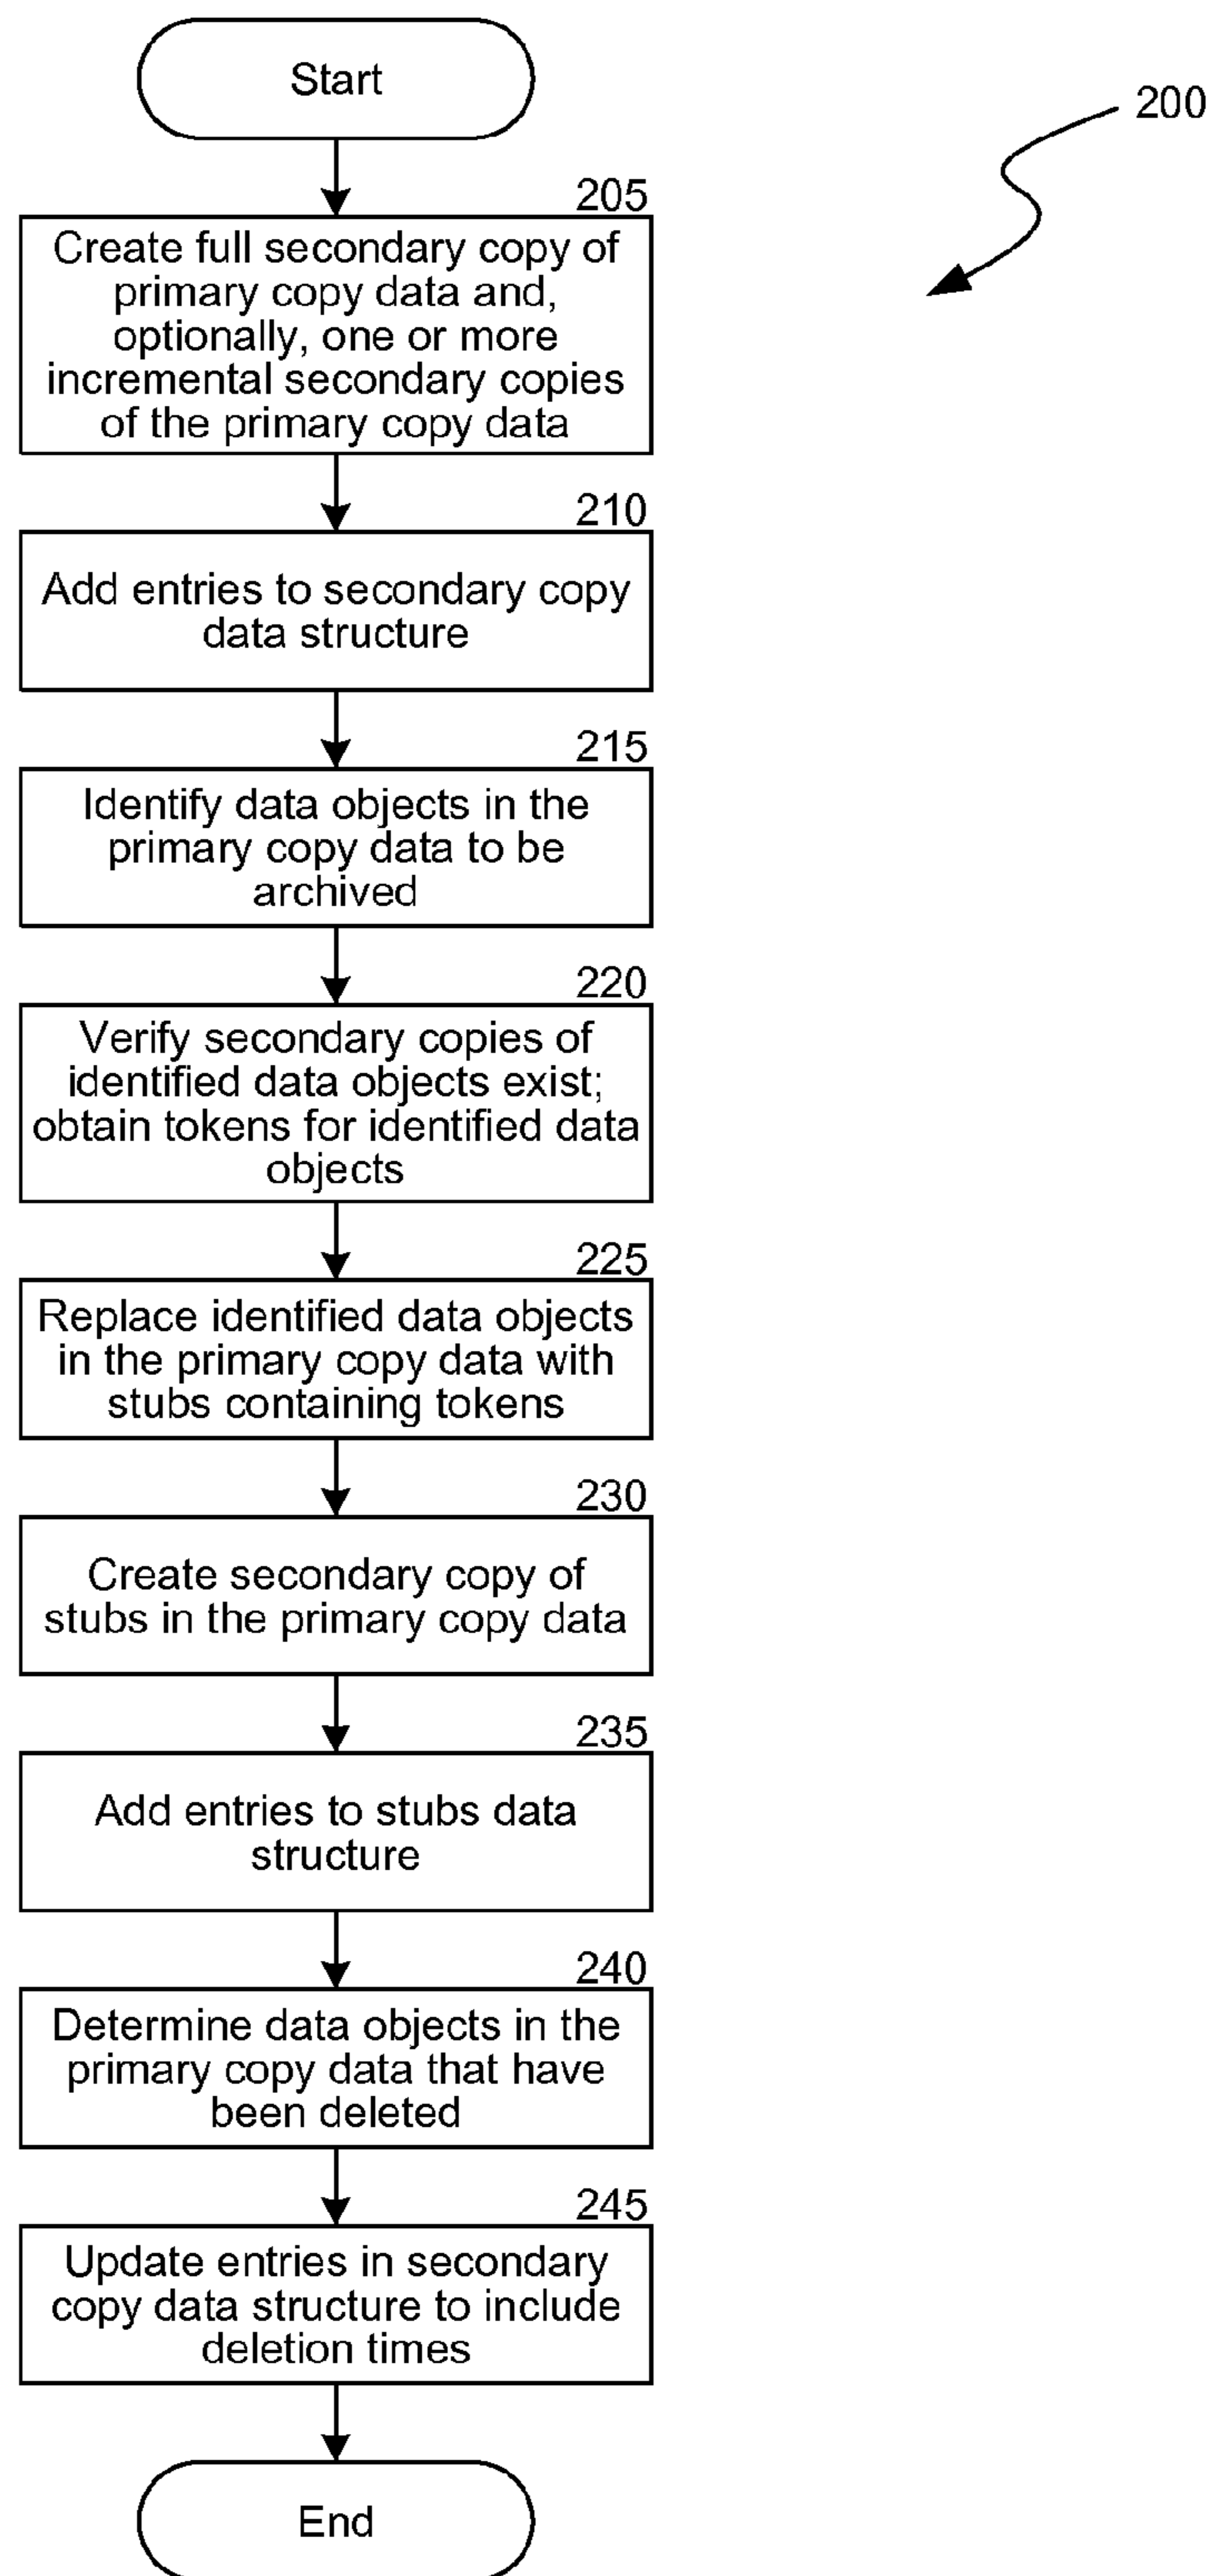 Start
200
205
Create full secondary copy of
primary copy data and,
optionally, one or more
incremental secondary copies
of the primary copy data
210
Add entries to secondary copy
data structure
215
Identify data objects in the
primary copy data to be
archived
220
Verify secondary copies of
identified data objects exist;
obtain tokens for identified data
objects
225
Replace identified data objects
in the primary copy data with
stubs containing tokens
230
Create secondary copy of
stubs in the primary copy data
235
Add entries to stubs data
structure
240
Determine data objects in the
primary copy data that have
been deleted
245
Update entries in secondary
copy data structure to include
deletion times
End